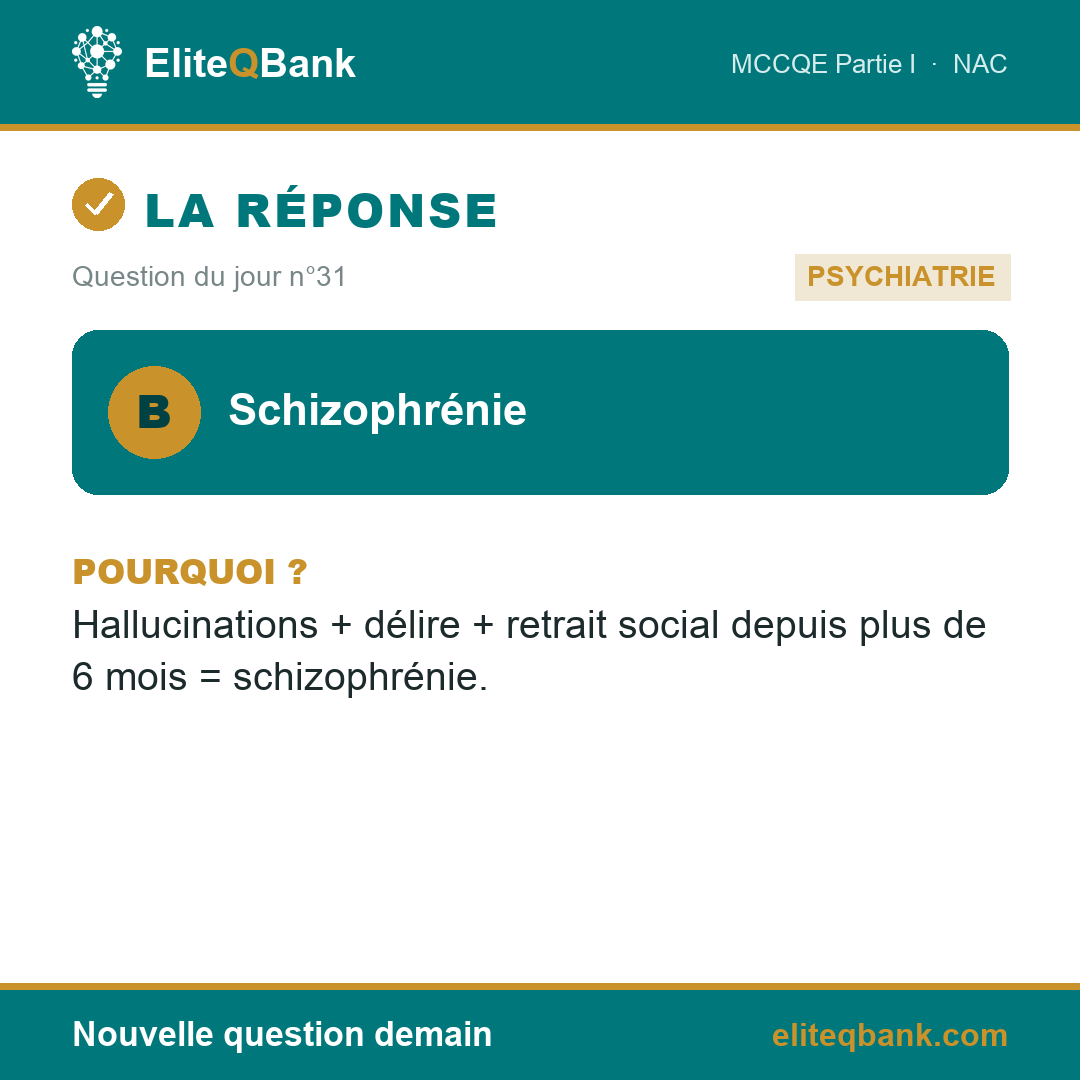 EliteQBank
MCCQE Partie I · NAC
LA RÉPONSE
Question du jour n°31
PSYCHIATRIE
B
Schizophrénie
POURQUOI ?
Hallucinations + délire + retrait social depuis plus de
6 mois = schizophrénie.
Nouvelle question demain
eliteqbank.com